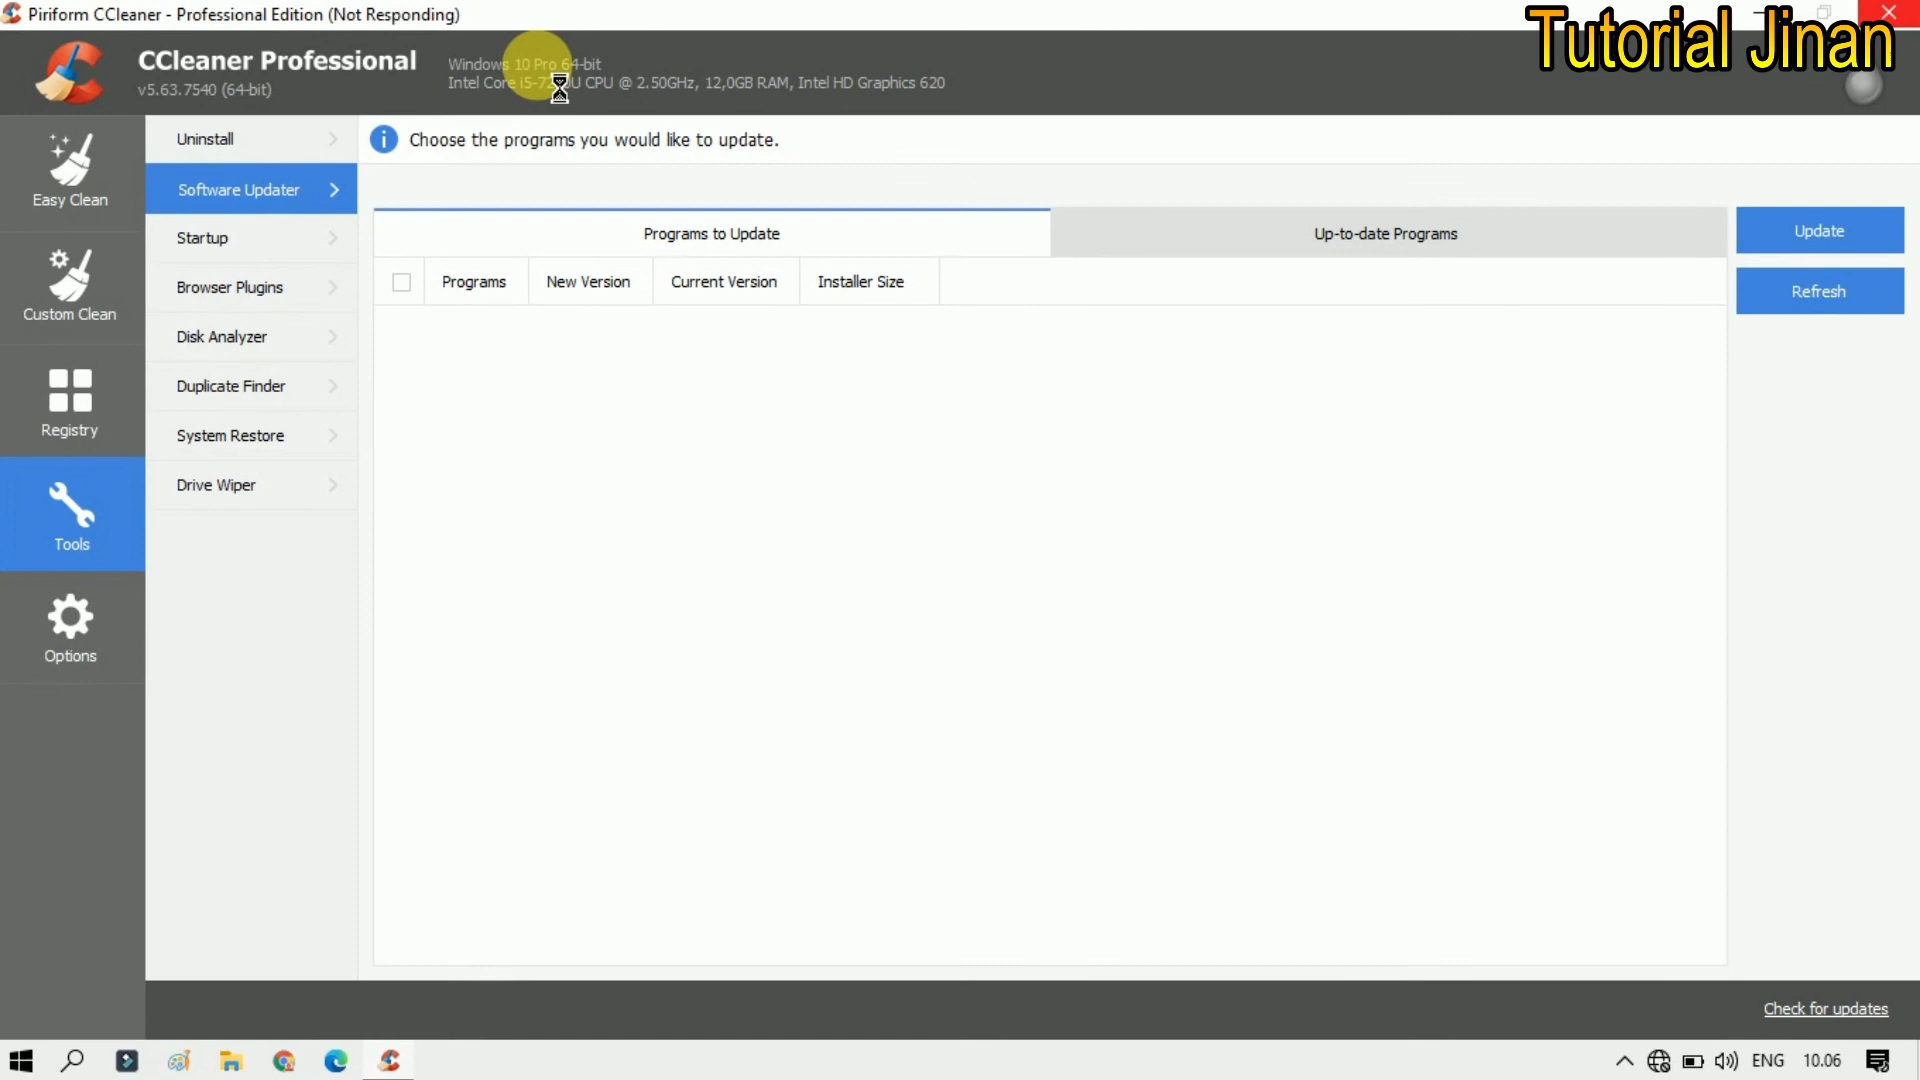 Piriform CCleaner - Professional Edition (Not Responding)
Tutorial Jinan
CCleaner Professional
v5.63.7540 (64-bit)
Windows 10 Pro 64-bit
Intel Core CPU @ 2.50GHz, 12,0GB RAM, Intel HD Graphics 620
Easy Clean
Custom Clean
Registry
Tools
Options
Uninstall
Software Updater
Startup
Browser Plugins
Disk Analyzer
Duplicate Finder
System Restore
Drive Wiper
Choose the programs you would like to update.
Programs to Update
Up-to-date Programs
Programs
New Version
Current Version
Installer Size
Update
Refresh
Check for updates
ENG
10.06